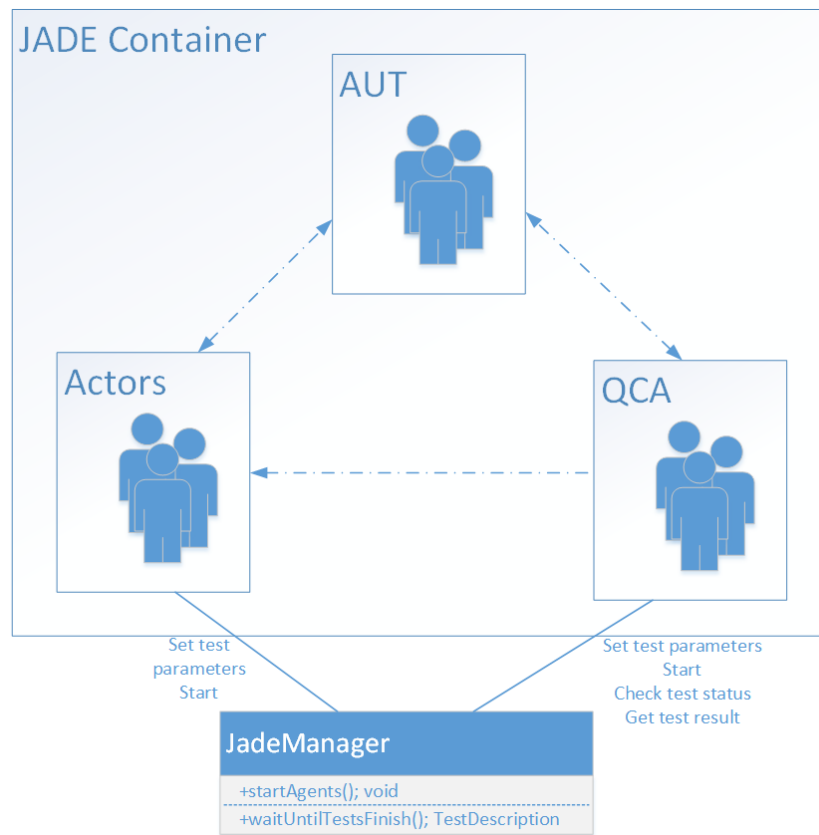 JADE Container
AUT
Actors
QCA
Set test
parameters
Start
Set test parameters
Start
Check test status
Get test result
JadeManager
+startAgents(); void
+waitUntilTestsFinish(); TestDescription